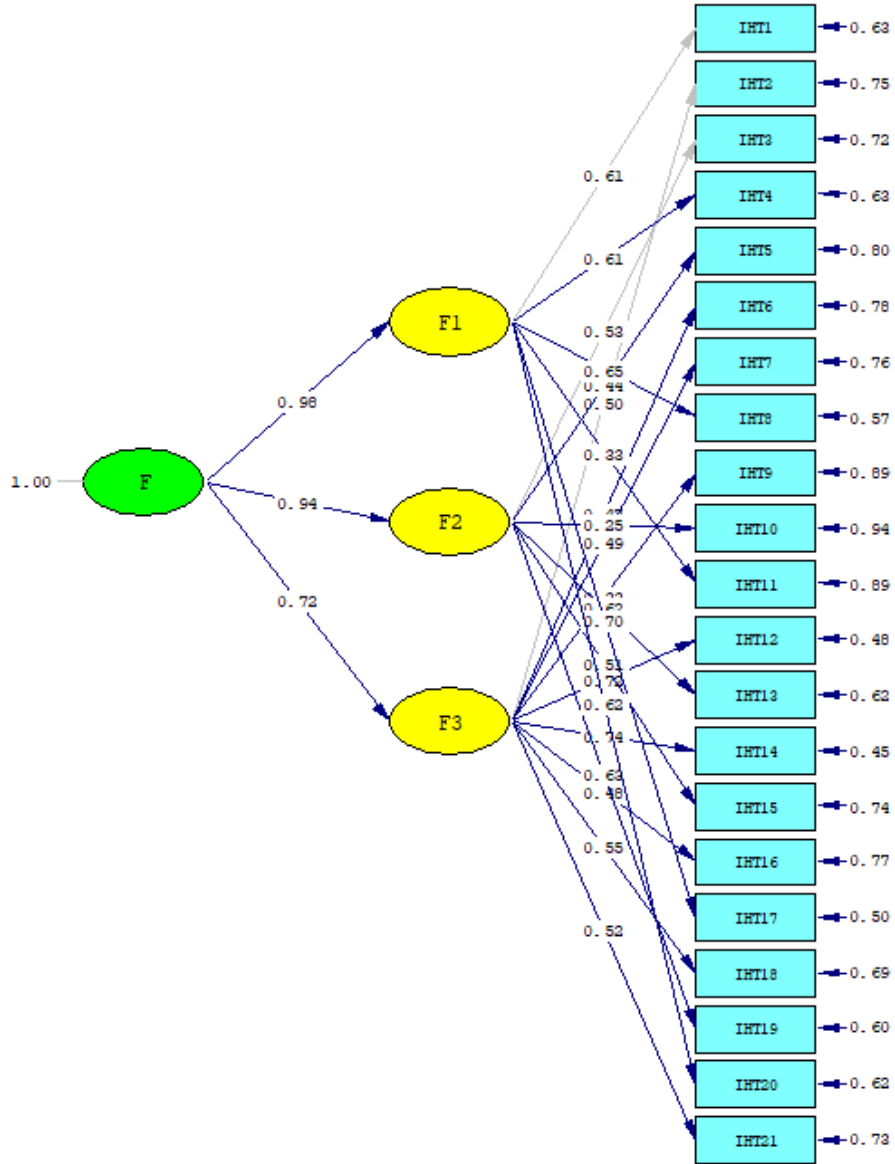 IHT1 0.63
IHT2 0.75
IHT3 0.72
0.61
IHT4 0.63
IHT5 0.80
0.61
IHT6 0.78
F1
0.53
IHT7 0.76
0.65
0.44
0.98
0.50
IHT8 0.57
0.33
IHT9 0.89
1.00 F
0.94
F2
0.25
IHT10 0.94
0.49
IHT11 0.89
0.72
0.62
0.70
IHT12 0.48
0.51
0.72
IHT13 0.62
0.62
F3
0.74
IHT14 0.45
0.63
0.48
IHT15 0.74
0.55
IHT16 0.77
IHT17 0.50
0.52
IHT18 0.69
IHT19 0.60
IHT20 0.62
IHT21 0.73